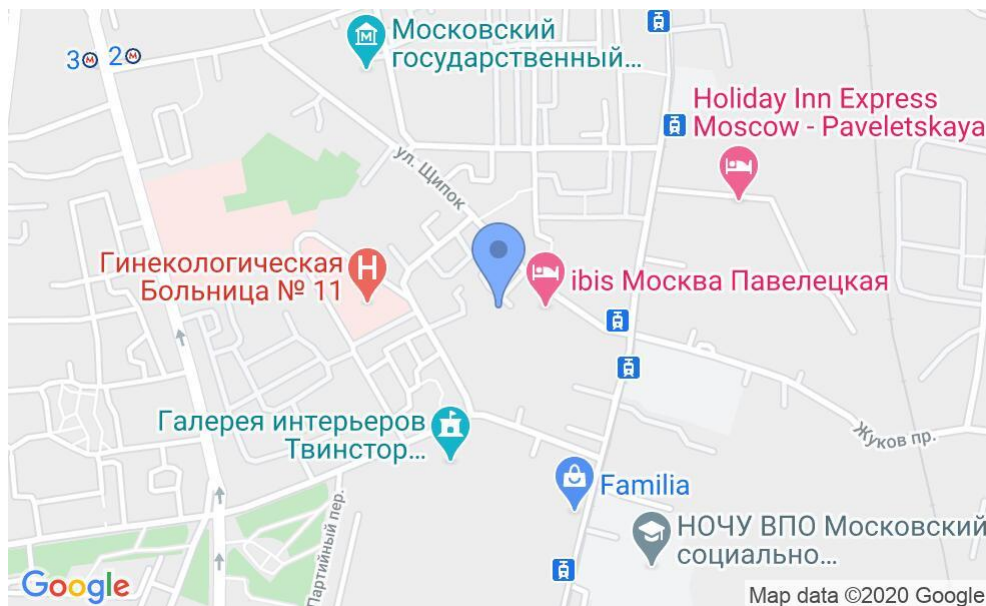 Московский
государственный...
3
2
Holiday Inn Express
Moscow - Paveletskaya
ул. Щипок
Гинекологическая
Больница № 11
ibis Москва Павелецкая
Галерея интерьеров
Твинстор...
Жуков пр.
Familia
Партийный пер.
НОЧУ ВПО Московский
социально...
Google
Map data ©2020 Google